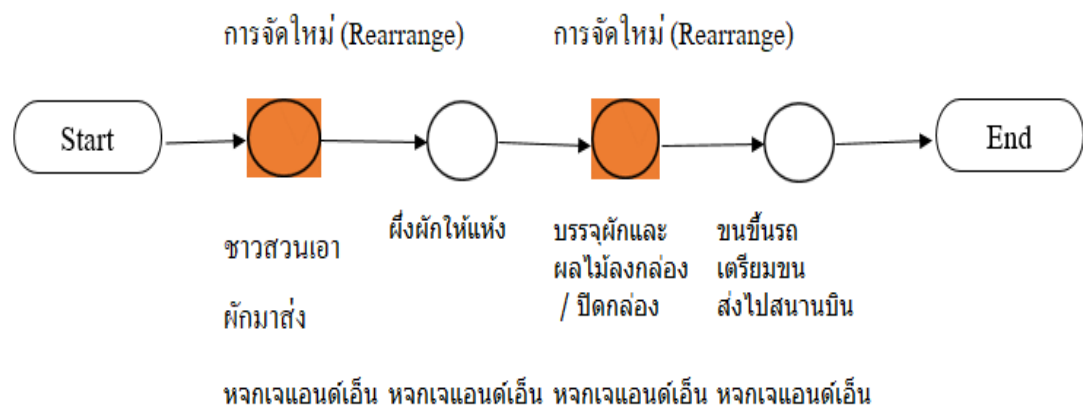 การจัดใหม่ (Rearrange) การจัดใหม่ (Rearrange)
Start
End
ชาวสวนเอา
ผักมาส่ง
ผึ่งผักให้แห้ง
บรรจุผักและ
ผลไม้ลงกล่อง
/ ปิดกล่อง
ขนขึ้นรถ
เตรียมขน
ส่งไปสนานบิน
หจกเจแอนด์เอ็น หจกเจแอนด์เอ็น หจกเจแอนด์เอ็น หจกเจแอนด์เอ็น